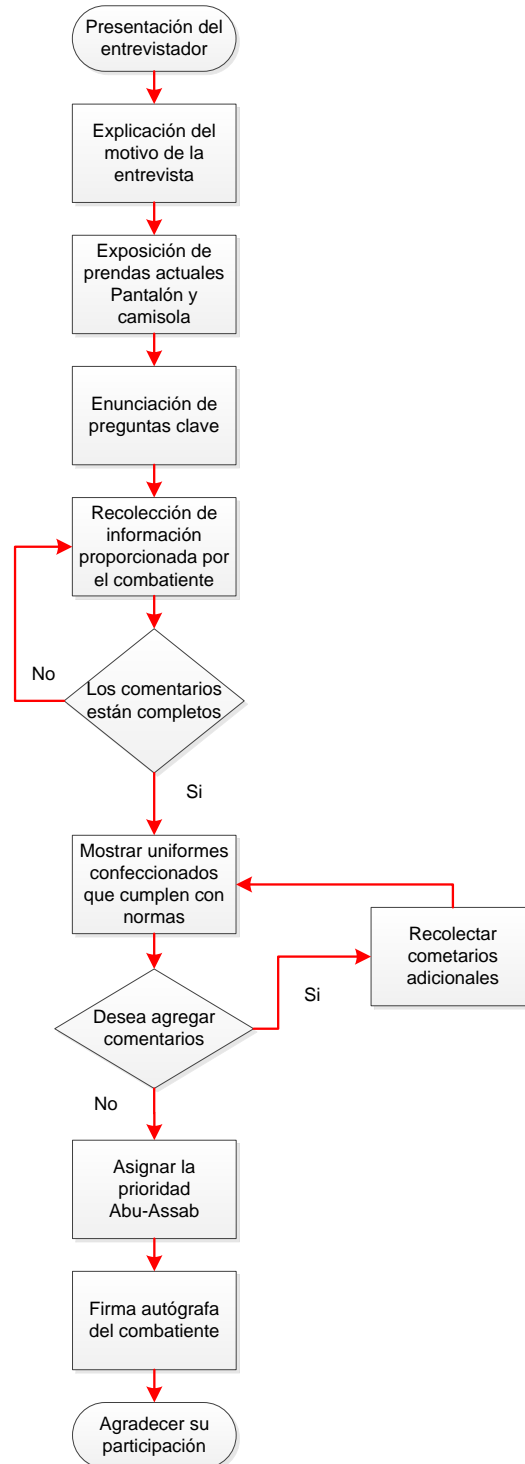 Presentación del
entrevistador
Explicación del
motivo de la
entrevista
Exposición de
prendas actuales
Pantalón y
camisola
Enunciación de
preguntas clave
Recolección de
información
proporcionada por
el combatiente
No
Los comentarios
están completos
Si
Mostrar uniformes
confeccionados
que cumplen con
normas
Recolectar
cometarios
adicionales
Si
Desea agregar
comentarios
No
Asignar la
prioridad
Abu-Assab
Firma autógrafa
del combatiente
Agradecer su
participación